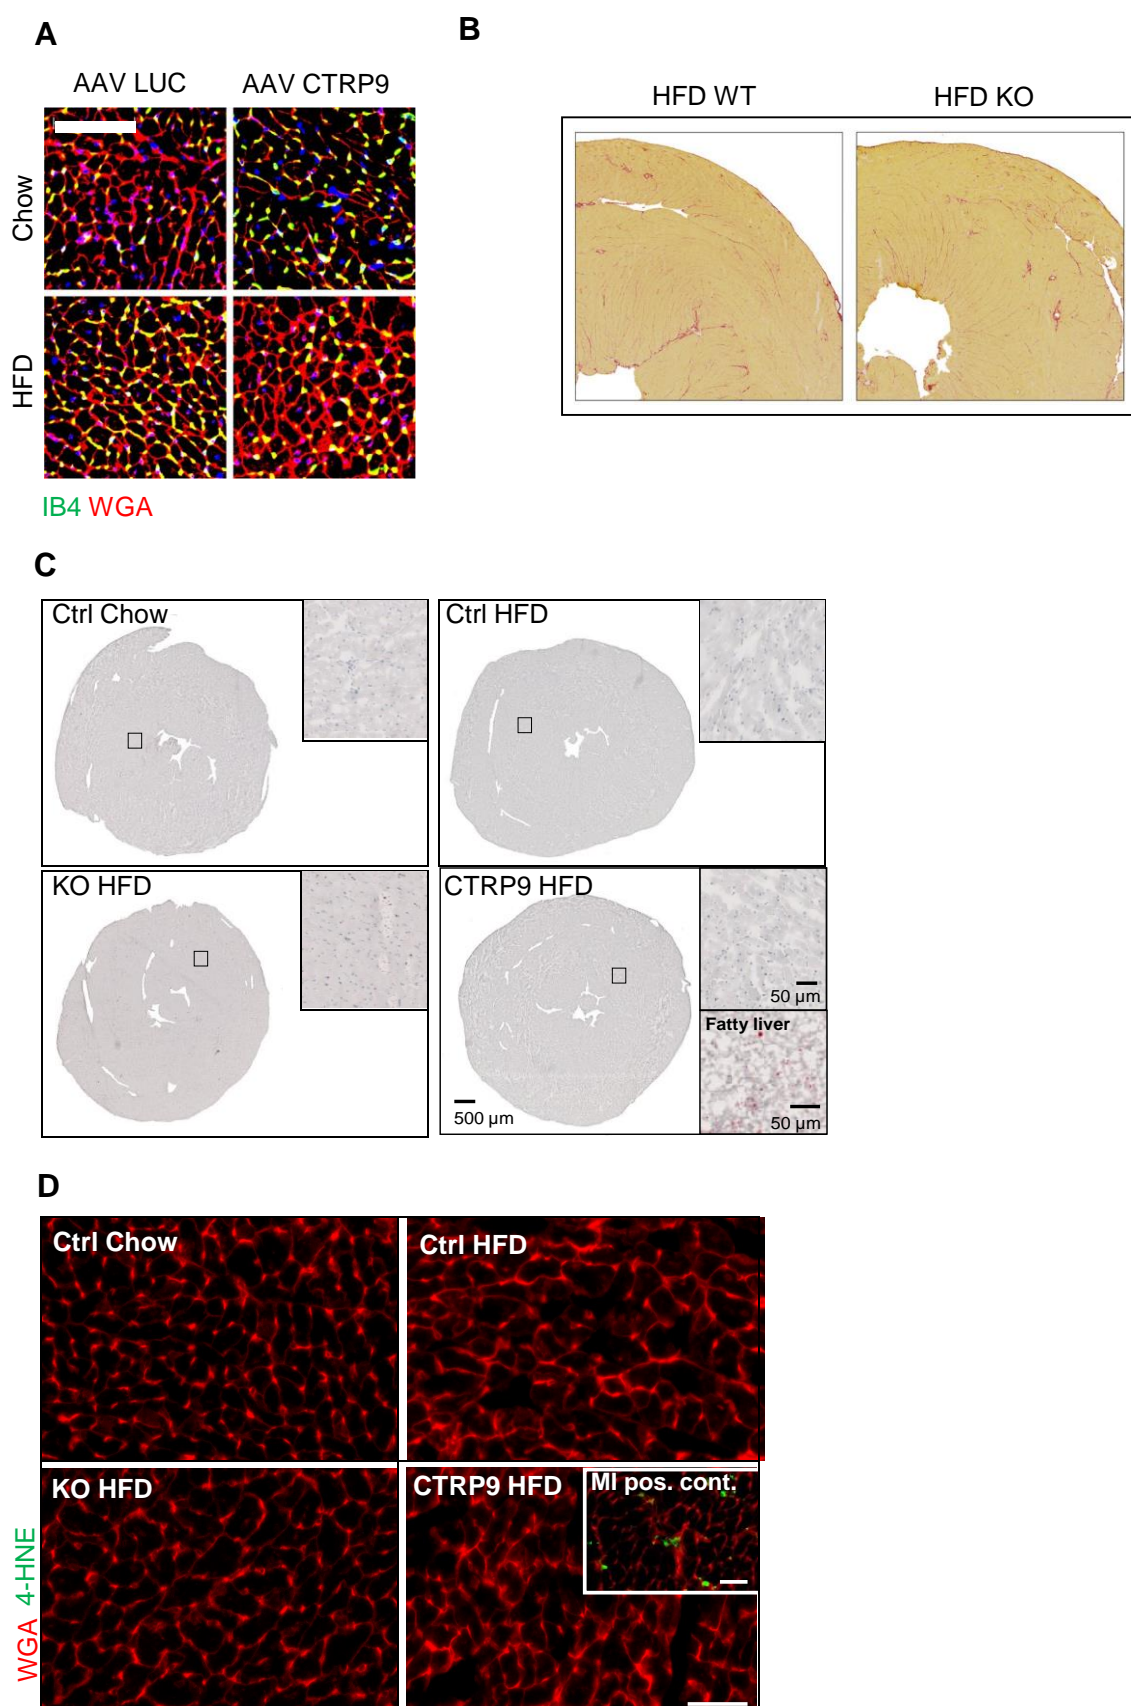 A
AAV LUC
AAV CTRP9
Chow
HFD
IB4 WGA
B
HFD WT
HFD KO
C
Ctrl Chow
Ctrl HFD
KO HFD
CTRP9 HFD
50 µm
Fatty liver
500 µm
50 µm
D
Ctrl Chow
Ctrl HFD
KO HFD
CTRP9 HFD
MI pos. cont.
WGA 4-HNE